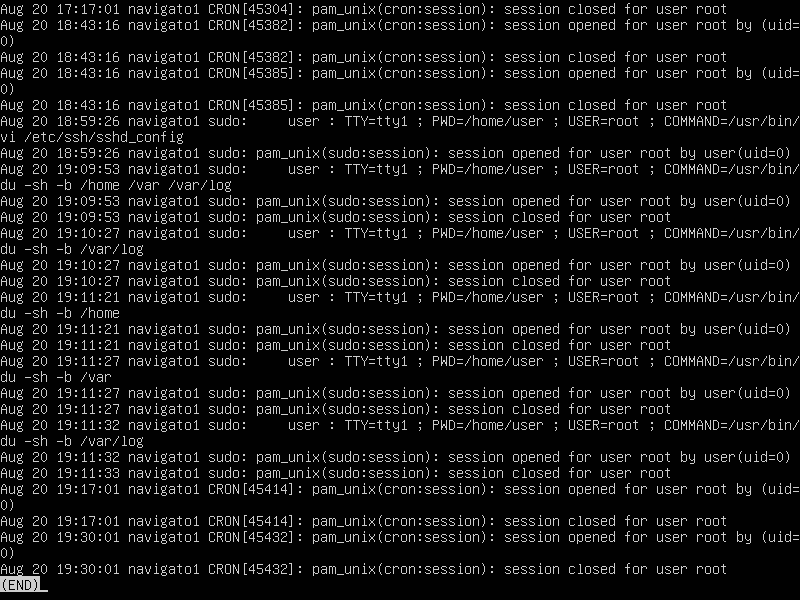 Aug 20 17:17:01 navigato1 CRON[45304]: pam_unix(cron:session): session closed for user root
Aug 20 18:43:16 navigato1 CRON[45382]: pam_unix(cron:session): session opened for user root by (uid=
0)
Aug 20 18:43:16 navigato1 CRON[45382]: pam_unix(cron:session): session closed for user root
Aug 20 18:43:16 navigato1 CRON[45385]: pam_unix(cron:session): session opened for user root by (uid=
0)
Aug 20 18:43:16 navigato1 CRON[45385]: pam_unix(cron:session): session closed for user root
Aug 20 18:59:26 navigato1 sudo:     user : TTY=tty1 ; PWD=/home/user ; USER=root ; COMMAND=/usr/bin/
vi /etc/ssh/sshd_config
Aug 20 18:59:26 navigato1 sudo: pam_unix(sudo:session): session opened for user root by user(uid=0)
Aug 20 19:09:53 navigato1 sudo:     user : TTY=tty1 ; PWD=/home/user ; USER=root ; COMMAND=/usr/bin/
du -sh -b /home /var /var/log
Aug 20 19:09:53 navigato1 sudo: pam_unix(sudo:session): session opened for user root by user(uid=0)
Aug 20 19:09:53 navigato1 sudo: pam_unix(sudo:session): session closed for user root
Aug 20 19:10:27 navigato1 sudo:     user : TTY=tty1 ; PWD=/home/user ; USER=root ; COMMAND=/usr/bin/
du -sh -b /var/log
Aug 20 19:10:27 navigato1 sudo: pam_unix(sudo:session): session opened for user root by user(uid=0)
Aug 20 19:10:27 navigato1 sudo: pam_unix(sudo:session): session closed for user root
Aug 20 19:11:21 navigato1 sudo:     user : TTY=tty1 ; PWD=/home/user ; USER=root ; COMMAND=/usr/bin/
du -sh -b /home
Aug 20 19:11:21 navigato1 sudo: pam_unix(sudo:session): session opened for user root by user(uid=0)
Aug 20 19:11:21 navigato1 sudo: pam_unix(sudo:session): session closed for user root
Aug 20 19:11:27 navigato1 sudo:     user : TTY=tty1 ; PWD=/home/user ; USER=root ; COMMAND=/usr/bin/
du -sh -b /var
Aug 20 19:11:27 navigato1 sudo: pam_unix(sudo:session): session opened for user root by user(uid=0)
Aug 20 19:11:27 navigato1 sudo: pam_unix(sudo:session): session closed for user root
Aug 20 19:11:32 navigato1 sudo:     user : TTY=tty1 ; PWD=/home/user ; USER=root ; COMMAND=/usr/bin/
du -sh -b /var/log
Aug 20 19:11:32 navigato1 sudo: pam_unix(sudo:session): session opened for user root by user(uid=0)
Aug 20 19:11:33 navigato1 sudo: pam_unix(sudo:session): session closed for user root
Aug 20 19:17:01 navigato1 CRON[45414]: pam_unix(cron:session): session opened for user root by (uid=
0)
Aug 20 19:17:01 navigato1 CRON[45414]: pam_unix(cron:session): session closed for user root
Aug 20 19:30:01 navigato1 CRON[45432]: pam_unix(cron:session): session opened for user root by (uid=
0)
Aug 20 19:30:01 navigato1 CRON[45432]: pam_unix(cron:session): session closed for user root
(END)